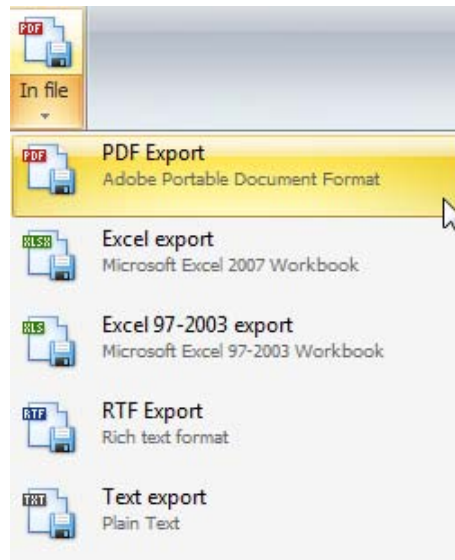 PDF
In file
PDF
PDF Export
Adobe Portable Document Format
XLSX
Excel export
Microsoft Excel 2007 Workbook
XLS
Excel 97-2003 export
Microsoft Excel 97-2003 Workbook
RTF
RTF Export
Rich text format
TXT
Text export
Plain Text